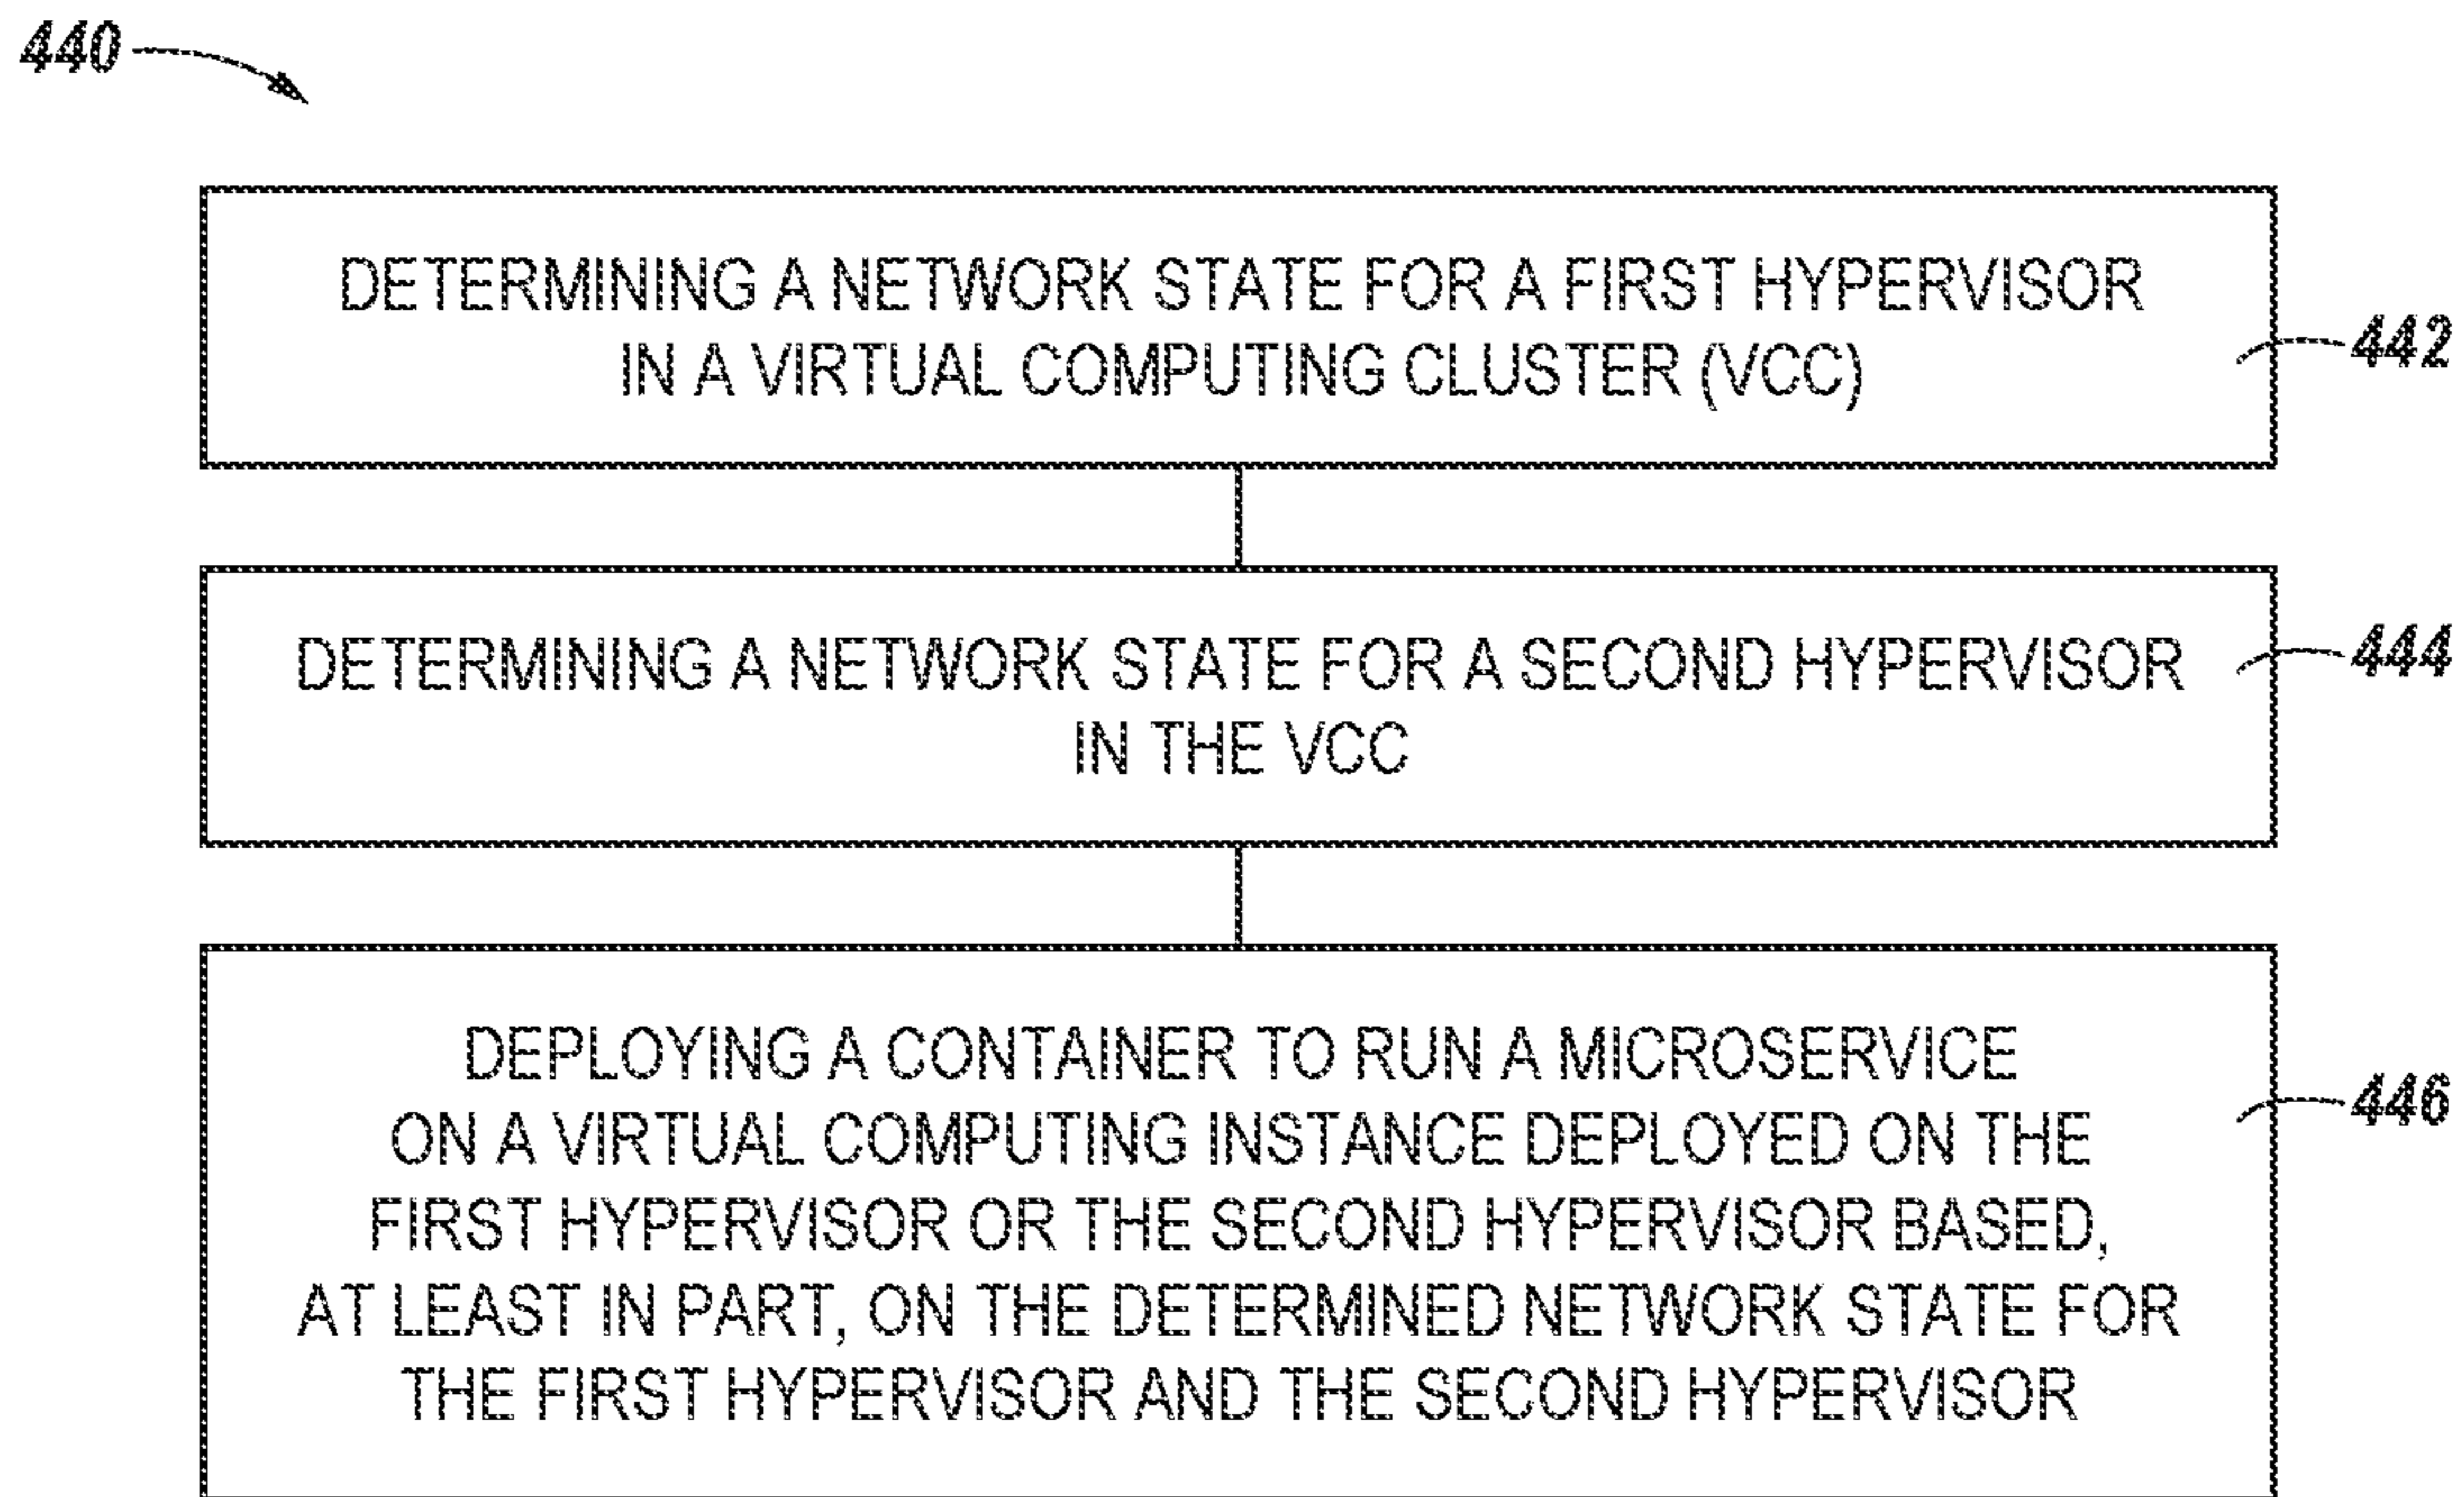 440
DETERMINING A NETWORK STATE FOR A FIRST HYPERVISOR
IN A VIRTUAL COMPUTING CLUSTER (VCC)
442
DETERMINING A NETWORK STATE FOR A SECOND HYPERVISOR
IN THE VCC
444
DEPLOYING A CONTAINER TO RUN A MICROSERVICE
ON A VIRTUAL COMPUTING INSTANCE DEPLOYED ON THE
FIRST HYPERVISOR OR THE SECOND HYPERVISOR BASED,
AT LEAST IN PART, ON THE DETERMINED NETWORK STATE FOR
THE FIRST HYPERVISOR AND THE SECOND HYPERVISOR
446